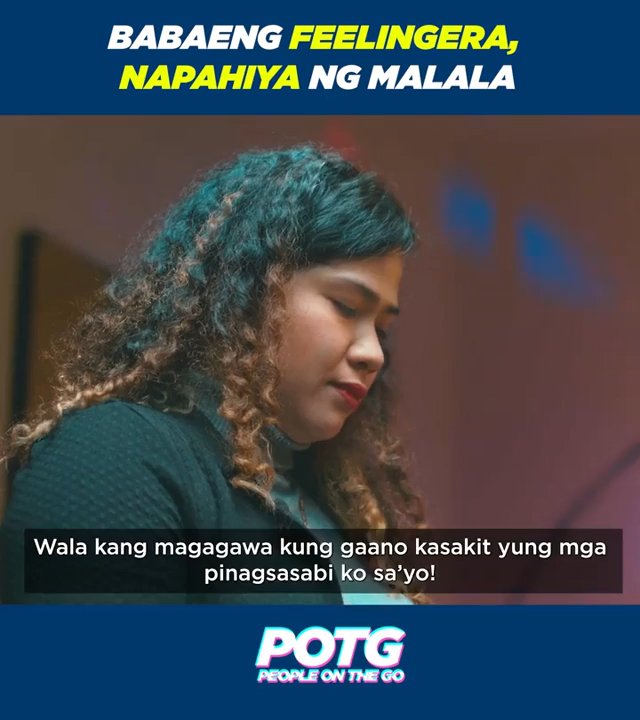 BABAENG FEELINGERA,
NAPAHIYA NG MALALA
Wala kang magagawa kung gaano kasakit yung mga
pinagsasabi ko sa'yo!
POTG
PEOPLE ON THE GO